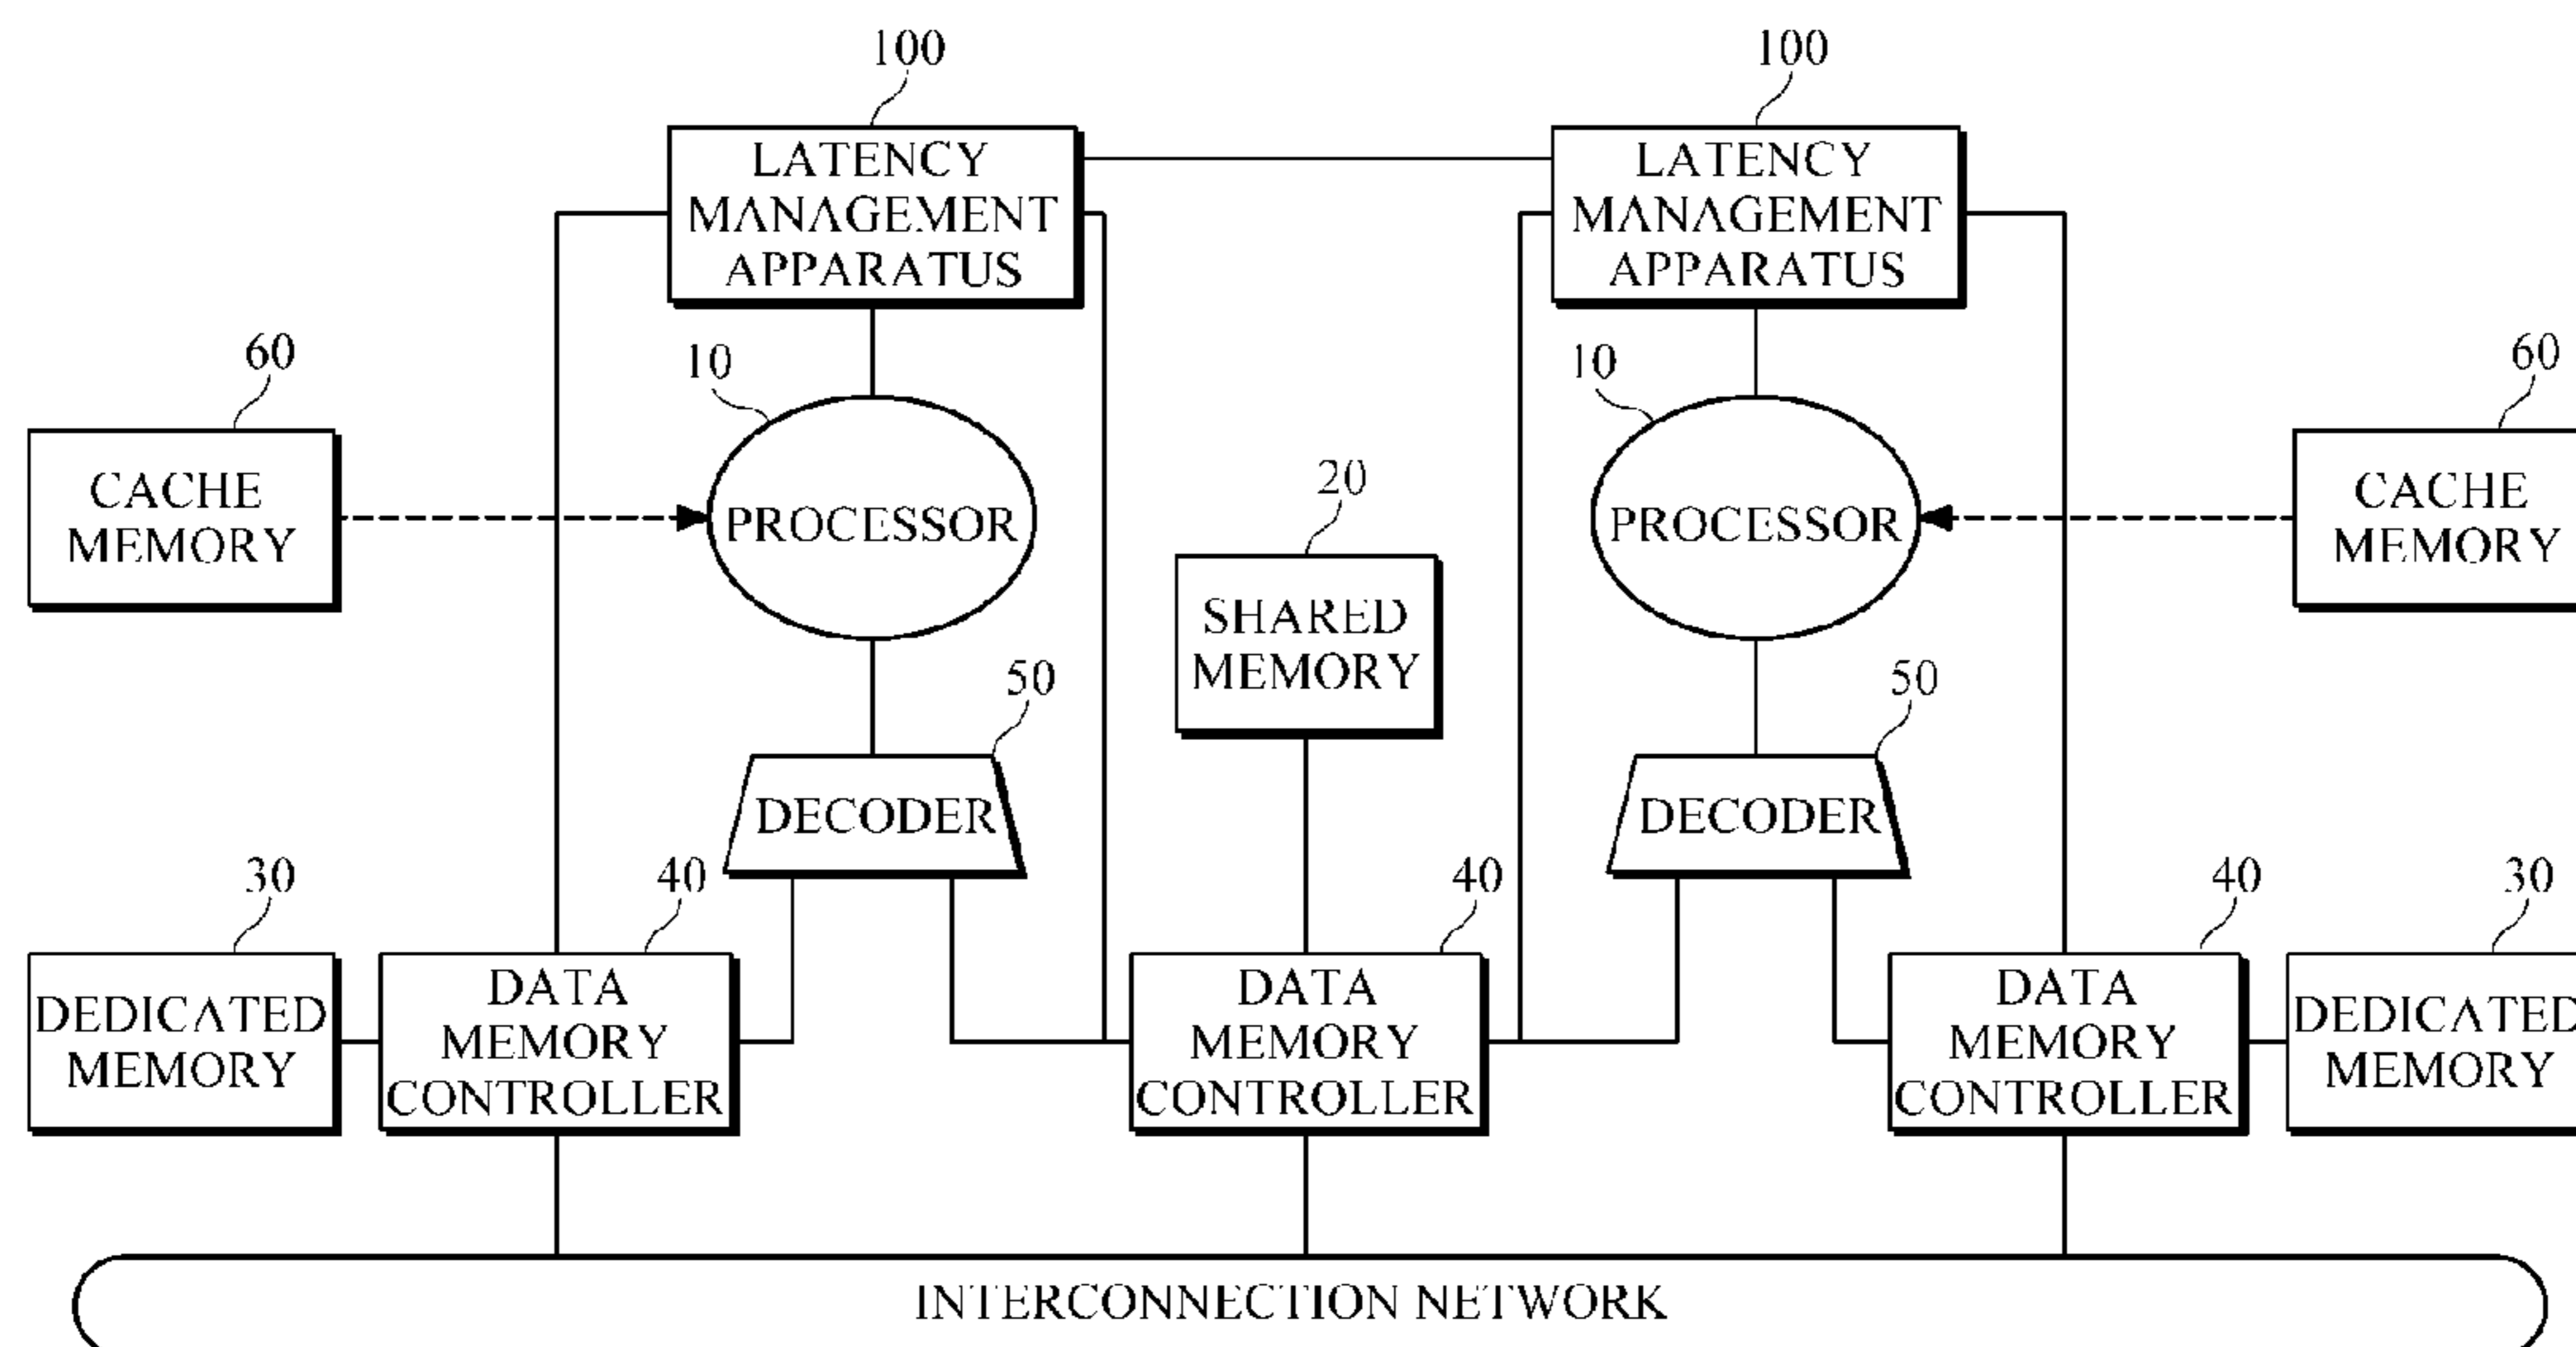 100
100
LATENCY
MANAGEMENT
APPARATUS
LATENCY
MANAGEMENT
APPARATUS
60
10
10
60
CACHE
MEMORY
PROCESSOR
20
PROCESSOR
CACHE
MEMORY
SHARED
MEMORY
50
50
DECODER
DECODER
30
40
40
40
30
DEDICATED
MEMORY
DATA
MEMORY
CONTROLLER
DATA
MEMORY
CONTROLLER
DATA
MEMORY
CONTROLLER
DEDICATED
MEMORY
INTERCONNECTION NETWORK